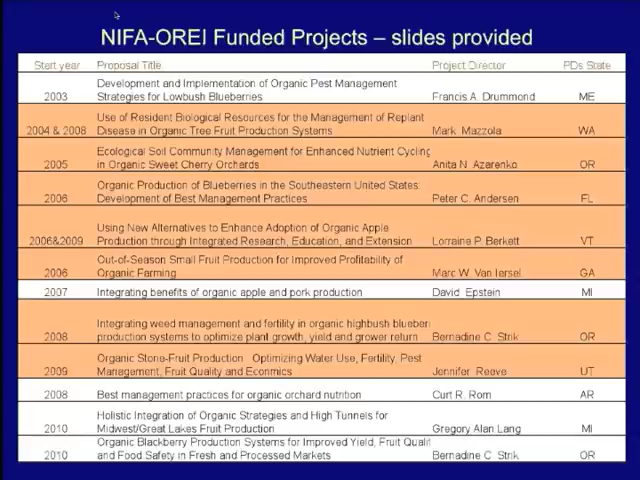 NIFA-OREI Funded Projects – slides provided
Start year Proposal Title Project Director PDs State
Development and Implementation of Organic Pest Management
2003 Strategies for Lowbush Blueberries Francis A. Drummond ME
Use of Resident Biological Resources for the Management of Replant
2004 & 2008 Disease in Organic Tree Fruit Production Systems Mark Mazzola WA
Ecological Soil Community Management for Enhanced Nutrient Cycling
2005 in Organic Sweet Cherry Orchards Anita N. Azarenko OR
Organic Production of Blueberries in the Southeastern United States:
2006 Development of Best Management Practices Peter C. Andersen FL
Using New Alternatives to Enhance Adoption of Organic Apple
2006&2009 Production through Integrated Research, Education, and Extension Lorraine P. Berkett VT
Out-of-Season Small Fruit Production for Improved Profitability of
2006 Organic Farming Marc W. Van Iersel GA
2007 Integrating benefits of organic apple and pork production David Epstein MI
Integrating weed management and fertility in organic highbush blueberr
2008 production systems to optimize plant growth, yield and grower return Bernadine C. Strik OR
Organic Stone-Fruit Production: Optimizing Water Use, Fertility, Pest
2009 Management, Fruit Quality and Econmics Jennifer Reeve UT
2008 Best management practices for organic orchard nutrition Curt R. Rom AR
Holistic Integration of Organic Strategies and High Tunnels for
2010 Midwest/Great Lakes Fruit Production Gregory Alan Lang MI
Organic Blackberry Production Systems for Improved Yield, Fruit Qualit
2010 and Food Safety in Fresh and Processed Markets Bernadine C. Strik OR